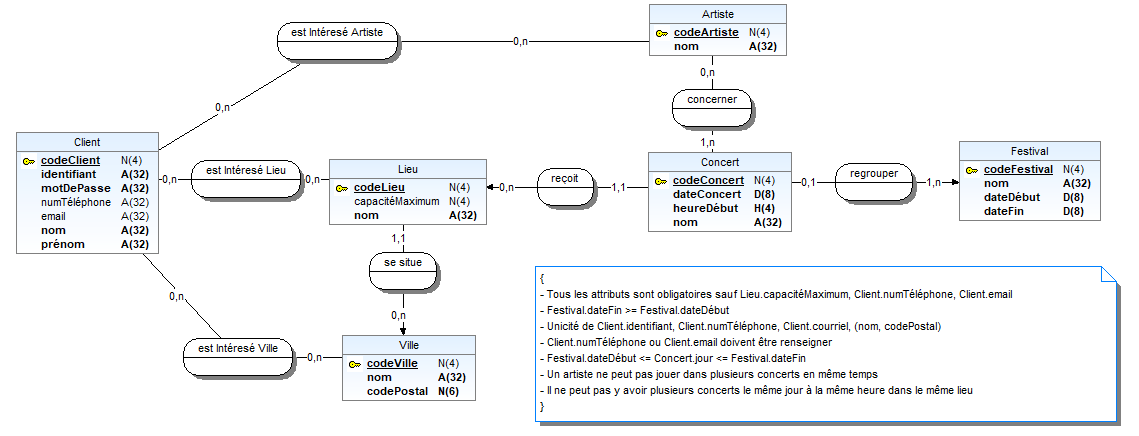 Artiste
codeArtiste N(4)
nom A(32)
est Intéresé Artiste
0,n
0,n
concerner
0,n
1,n
Client
codeClient N(4)
identifiant A(32)
motDePasse A(32)
numTéléphone A(32)
email A(32)
nom A(32)
prénom A(32)
0,n
est Intéresé Lieu
0,n
Lieu
codeLieu N(4)
capacitéMaximum N(4)
nom A(32)
0,n
reçoit
1,1
Concert
codeConcert N(4)
dateConcert D(8)
heureDébut H(4)
nom A(32)
0,1
regrouper
1,n
Festival
codeFestival N(4)
nom A(32)
dateDébut D(8)
dateFin D(8)
1,1
se situe
0,n
0,n
est Intéresé Ville
0,n
Ville
codeVille N(4)
nom A(32)
codePostal N(6)
{
- Tous les attributs sont obligatoires sauf Lieu.capacitéMaximum, Client.numTéléphone, Client.email
- Festival.dateFin >= Festival.dateDébut
- Unicité de Client.identifiant, Client.numTéléphone, Client.courriel, (nom, codePostal)
- Client.numTéléphone ou Client.email doivent être renseigner
- Festival.dateDébut <= Concert.jour <= Festival.dateFin
- Un artiste ne peut pas jouer dans plusieurs concerts en même temps
- Il ne peut pas y avoir plusieurs concerts le même jour à la même heure dans le même lieu
}